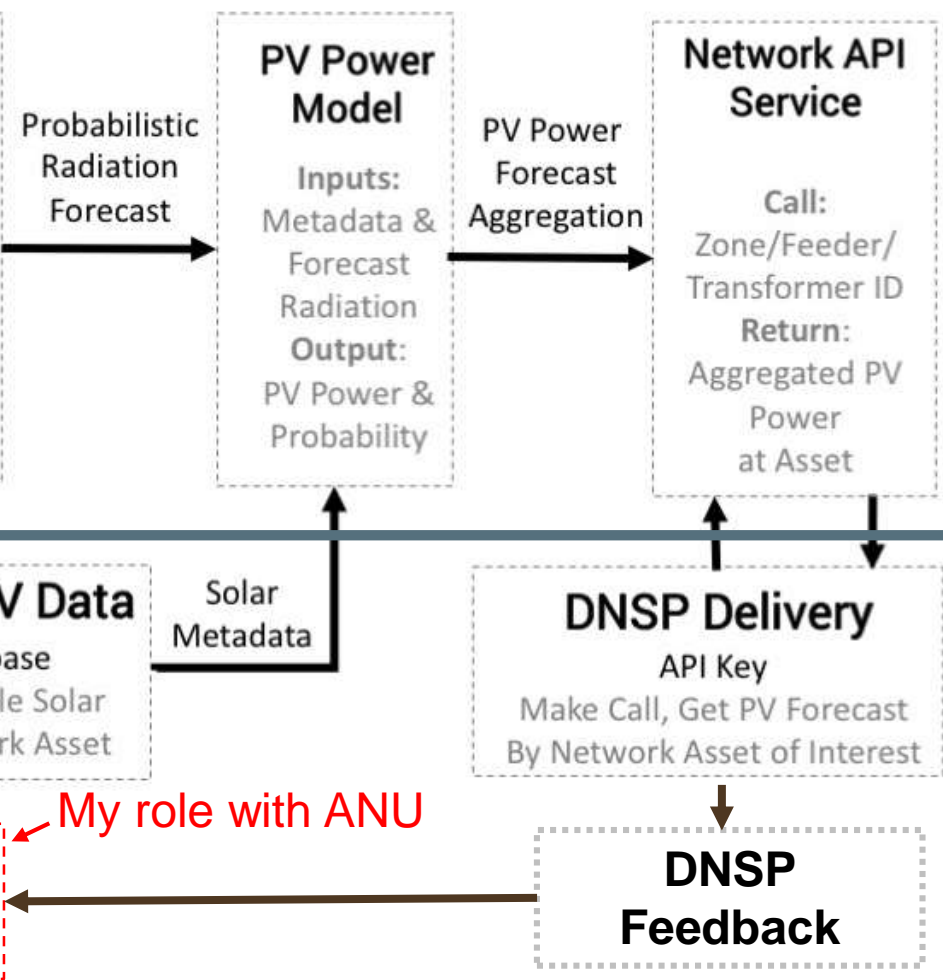 Probabilistic
Radiation
Forecast
PV Power
Model
Inputs:
Metadata &
Forecast
Radiation
Output:
PV Power &
Probability
PV Power
Forecast
Aggregation
Network API
Service
Call:
Zone/Feeder/
Transformer ID
Return:
Aggregated PV
Power
at Asset
V Data
ase
le Solar
rk Asset
Solar
Metadata
DNSP Delivery
API Key
Make Call, Get PV Forecast
By Network Asset of Interest
My role with ANU
DNSP
Feedback